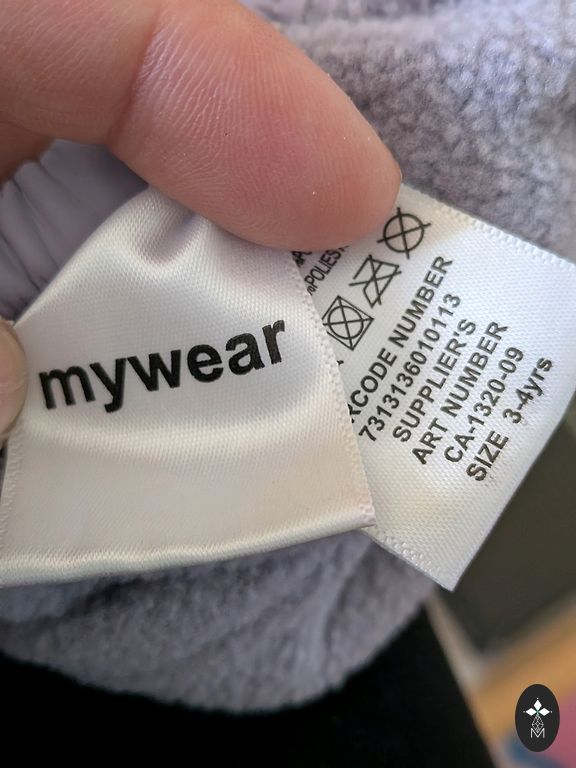 mywear
RCODE NUMBER
7313136010113
SUPPLIER'S
ART NUMBER
CA-1320-09
SIZE 3-4yrs